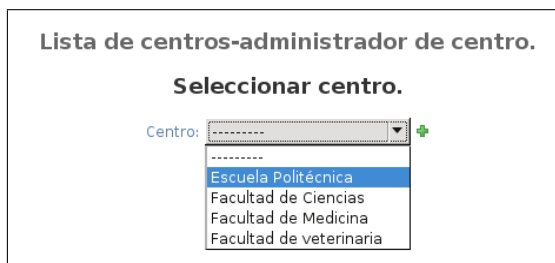 Lista de centros-administrador de centro.
Seleccionar centro.
Centro: ---------
---------
Escuela Politécnica
Facultad de Ciencias
Facultad de Medicina
Facultad de veterinaria